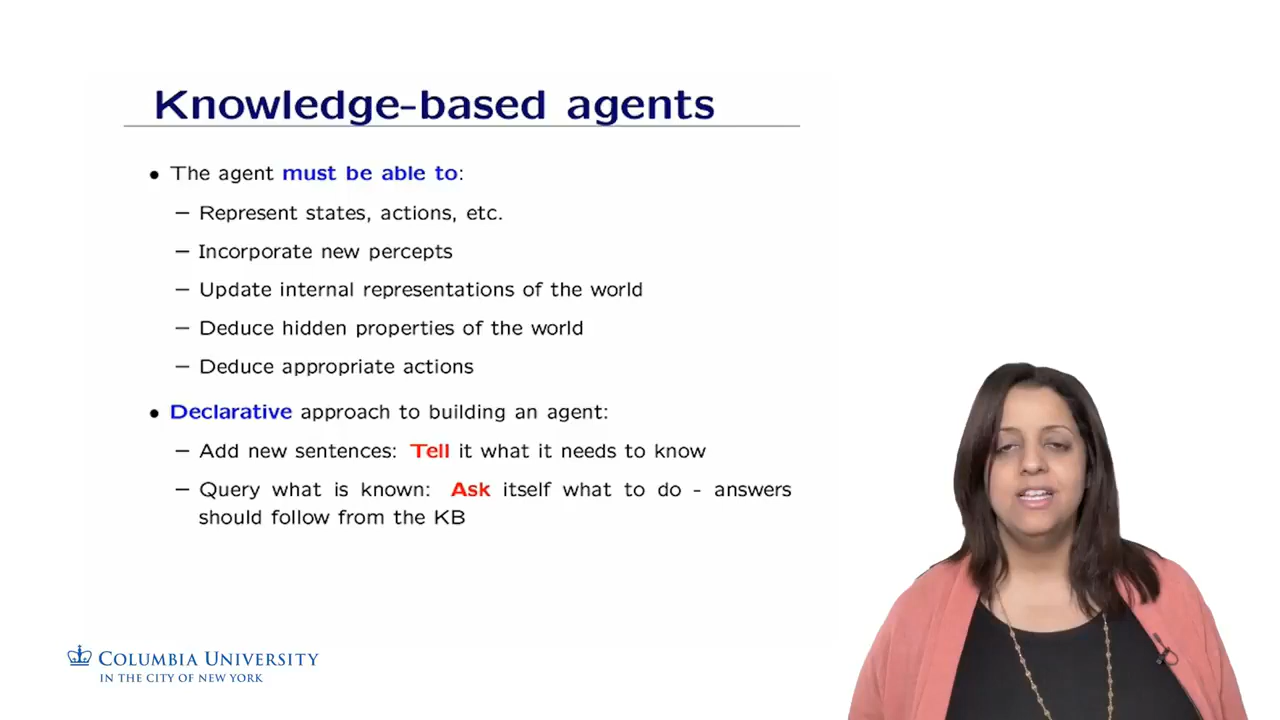 Knowledge-based agents
• The agent must be able to:
– Represent states, actions, etc.
– Incorporate new percepts
– Update internal representations of the world
– Deduce hidden properties of the world
– Deduce appropriate actions
• Declarative approach to building an agent:
– Add new sentences: Tell it what it needs to know
– Query what is known: Ask itself what to do - answers
should follow from the KB
COLUMBIA UNIVERSITY
IN THE CITY OF NEW YORK